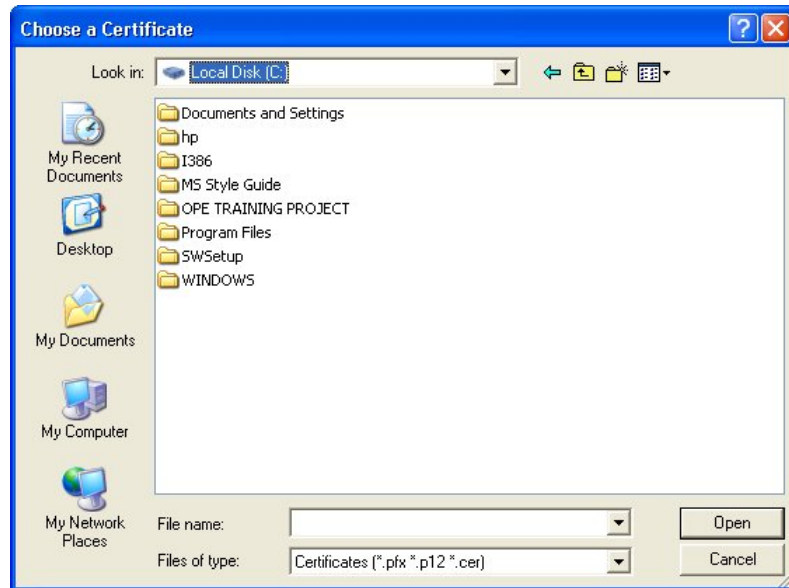 Choose a Certificate
Look in: Local Disk (C:)
My Recent
Documents
Desktop
My Documents
My Computer
My Network
Places
Documents and Settings
hp
I386
MS Style Guide
OPE TRAINING PROJECT
Program Files
SWSetup
WINDOWS
File name:
Open
Files of type: Certificates (*.pfx *.p12 *.cer)
Cancel